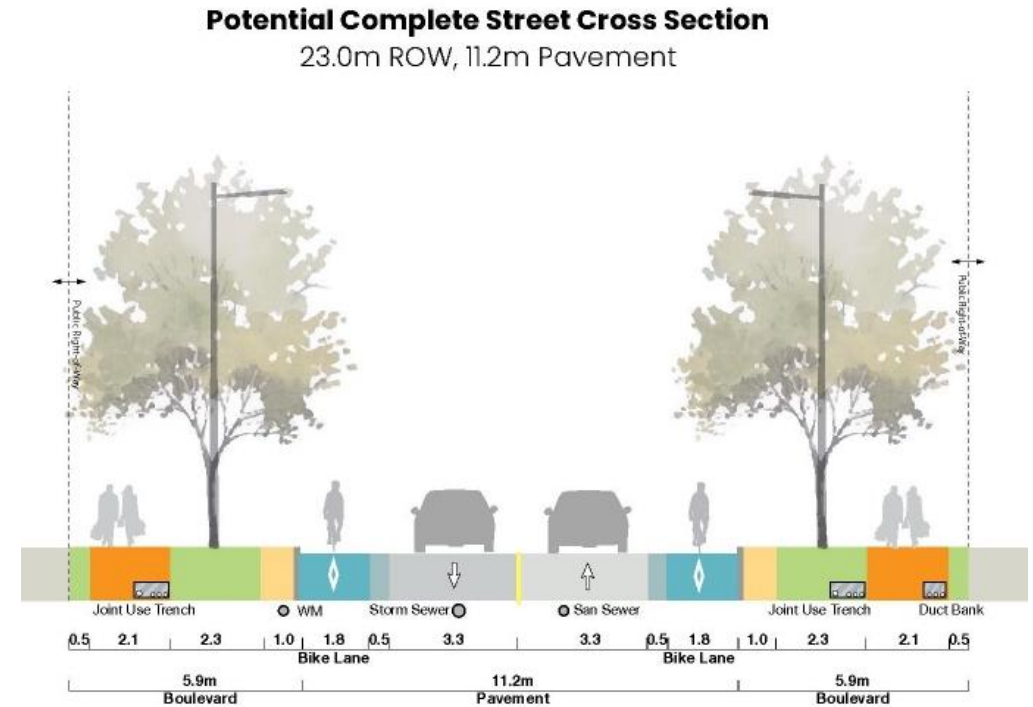 Potential Complete Street Cross Section
23.0m ROW, 11.2m Pavement
Public Right-of-Way
Public Right-of-Way
Joint Use Trench WM Storm Sewer San Sewer Joint Use Trench Duct Bank
0.5 2.1 2.3 1.0 1.8 0.5 3.3 3.3 0.5 1.8 1.0 2.3 2.1 0.5
Bike Lane Bike Lane
5.9m 11.2m 5.9m
Boulevard Pavement Boulevard